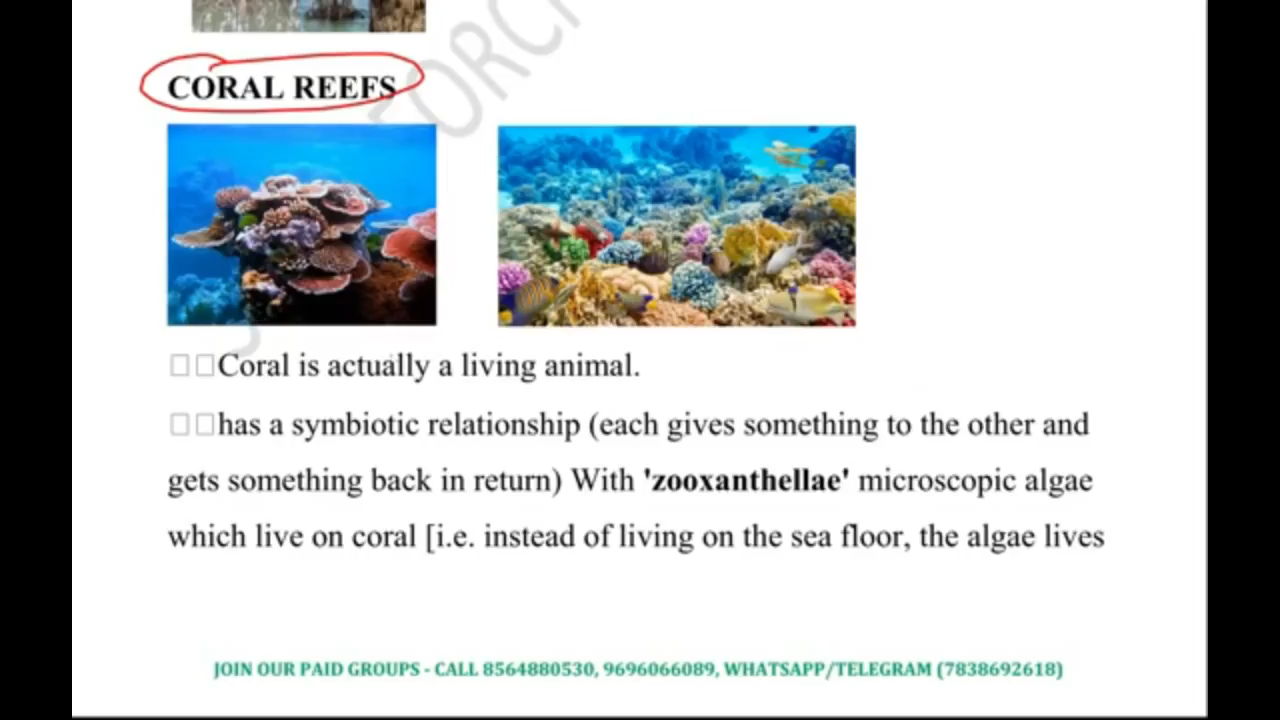 CORAL REEFS
Coral is actually a living animal.
has a symbiotic relationship (each gives something to the other and
gets something back in return) With 'zooxanthellae' microscopic algae
which live on coral [i.e. instead of living on the sea floor, the algae lives
JOIN OUR PAID GROUPS - CALL 8564880530, 9696066089, WHATSAPP/TELEGRAM (7838692618)